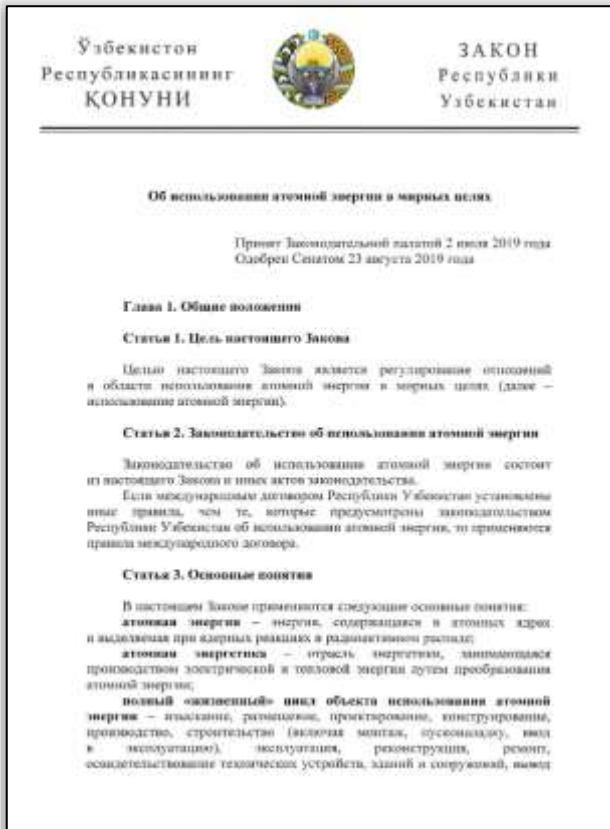 Ўзбекистон
Республикасининг
ҚОНУНИ
ЗАКОН
Республики
Узбекистан
Об использовании атомной энергии в мирных целях
Принят Законодательной палатой 2 июля 2019 года
Одобрен Сенатом 23 августа 2019 года
Глава 1. Общие положения
Статья 1. Цель настоящего Закона
Целью настоящего Закона является регулирование отношений
в области использования атомной энергии в мирных целях (далее –
использование атомной энергии).
Статья 2. Законодательство об использовании атомной энергии
Законодательство об использовании атомной энергии состоит
из настоящего Закона и иных актов законодательства.
Если международным договором Республики Узбекистан установлены
иные правила, чем те, которые предусмотрены законодательством
Республики Узбекистан об использовании атомной энергии, то применяются
правила международного договора.
Статья 3. Основные понятия
В настоящем Законе применяются следующие основные понятия:
атомная энергия – энергия, содержащаяся в атомных ядрах
и выделяемая при ядерных реакциях и радиоактивном распаде;
атомная энергетика – отрасль энергетики, занимающаяся
производством электрической и тепловой энергии путем преобразования
атомной энергии;
полный «жизненный» цикл объекта использования атомной
энергии – изыскание, размещение, проектирование, конструирование,
производство, строительство (включая монтаж, пусконаладку, ввод
в эксплуатацию), эксплуатация, реконструкция, ремонт,
освидетельствование технических устройств, зданий и сооружений, вывод